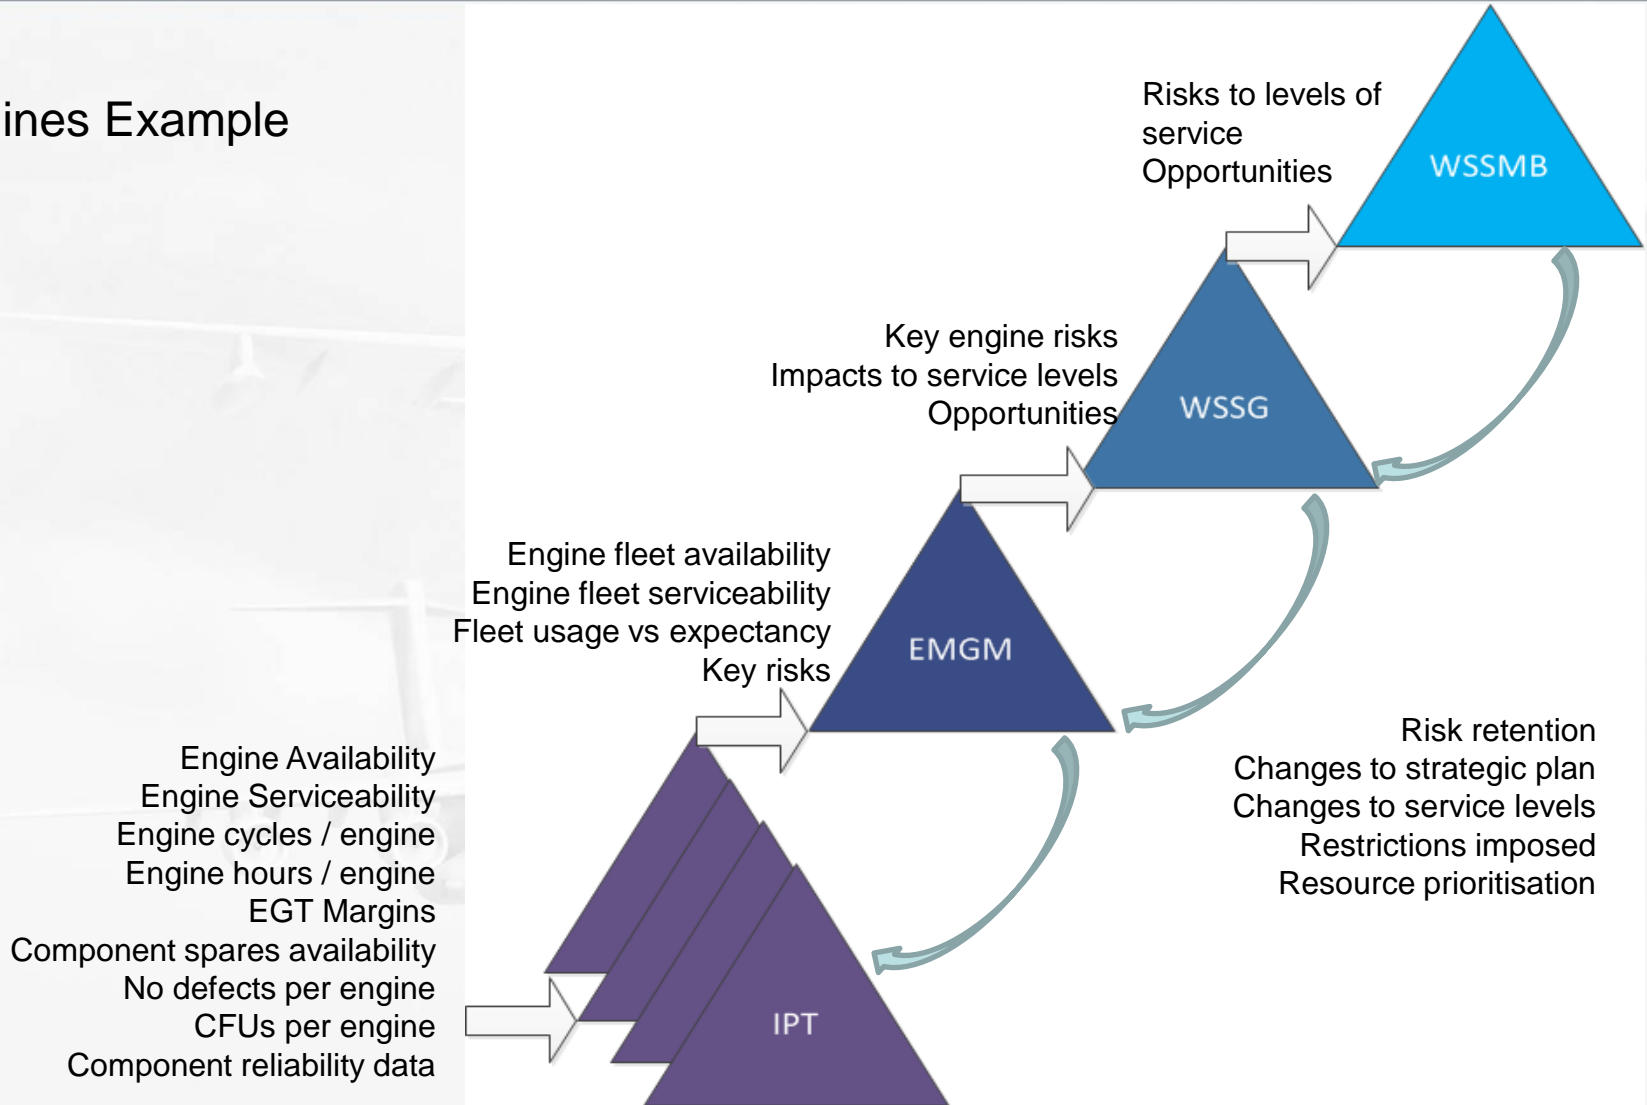 ines Example
Risks to levels of
service
Opportunities
WSSMB
Key engine risks
Impacts to service levels
Opportunities
WSSG
Engine fleet availability
Engine fleet serviceability
Fleet usage vs expectancy
Key risks
EMGM
Engine Availability
Engine Serviceability
Engine cycles / engine
Engine hours / engine
EGT Margins
Component spares availability
No defects per engine
CFUs per engine
Component reliability data
IPT
Risk retention
Changes to strategic plan
Changes to service levels
Restrictions imposed
Resource prioritisation